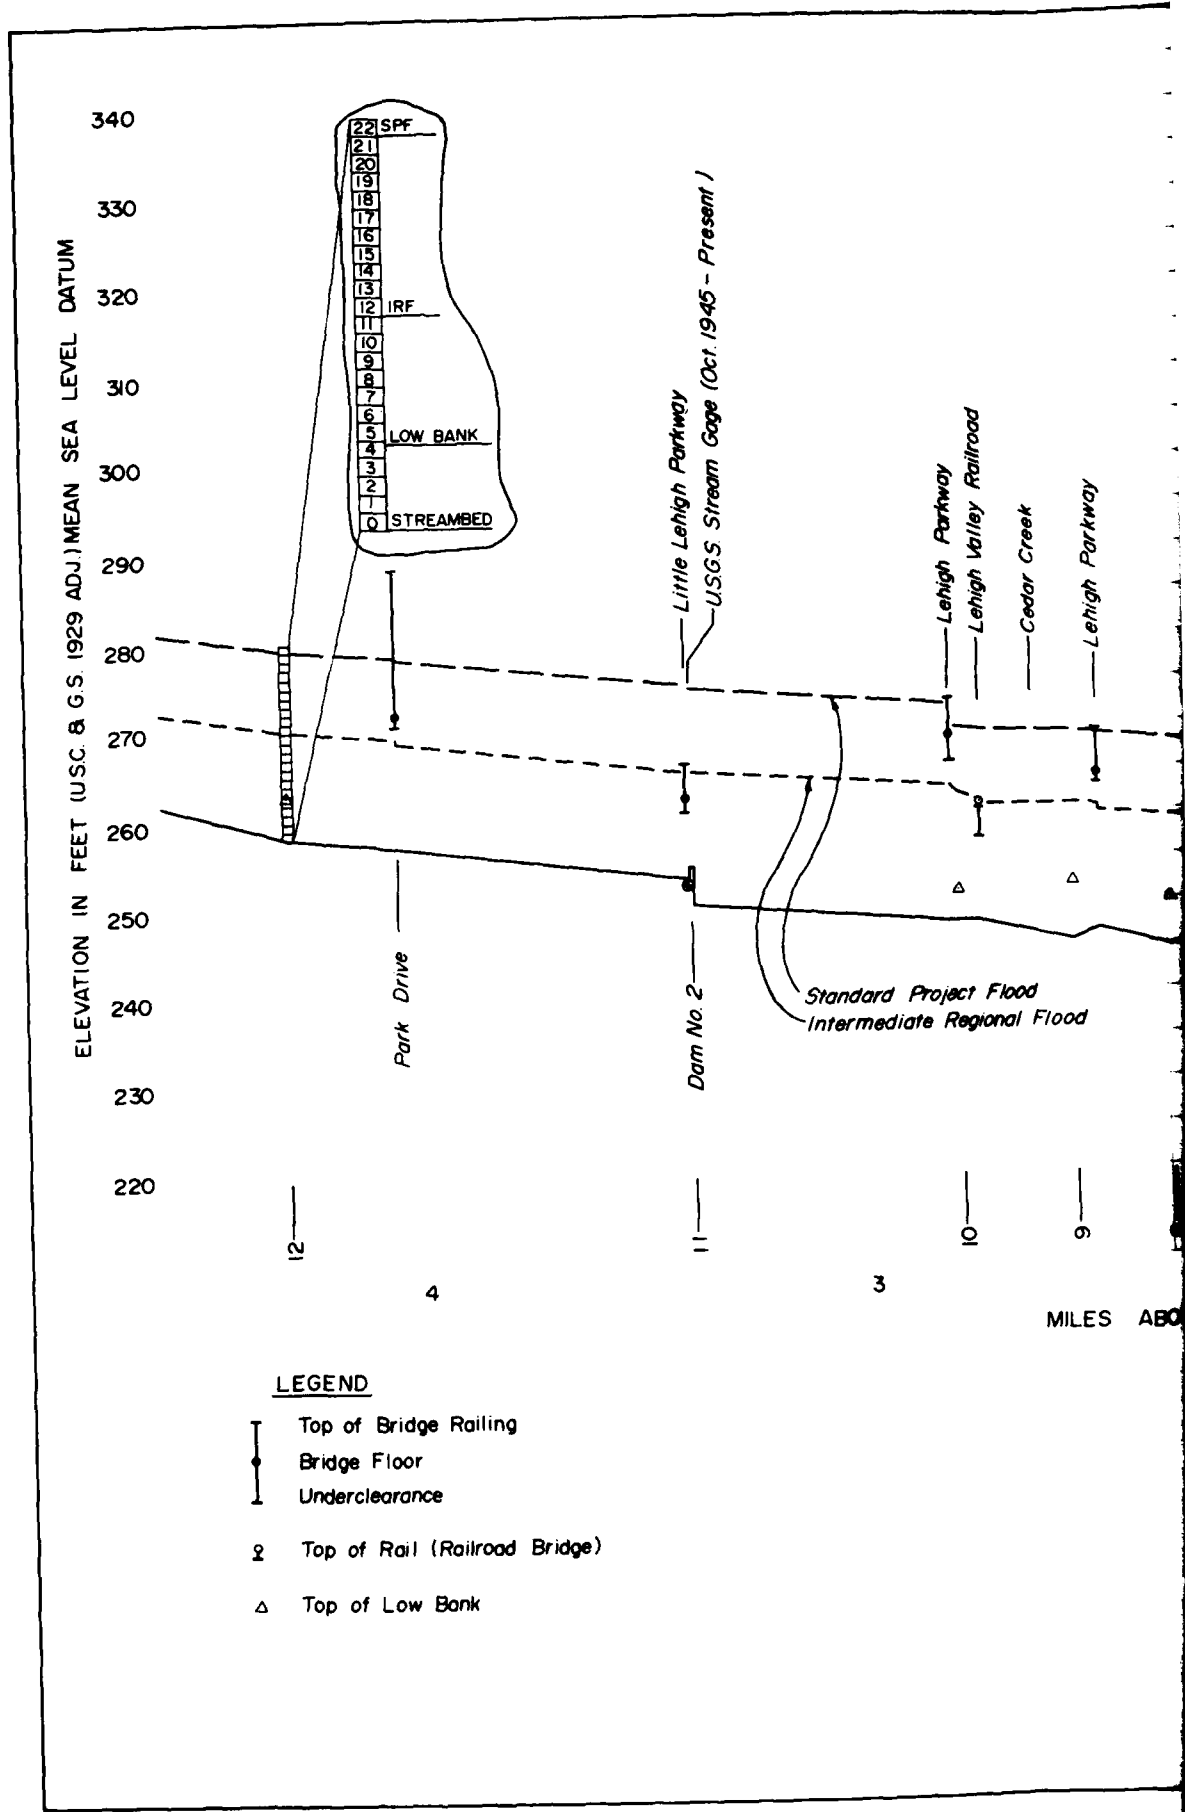 340
330
320
310
300
290
280
270
260
250
240
230
220
ELEVATION IN FEET (U.S.C. & G.S. 1929 ADJ.) MEAN SEA LEVEL DATUM
22 SPF
21
20
19
18
17
16
15
14
13
12 IRF
11
10
9
8
7
6
5 LOW BANK
4
3
2
1
0 STREAMBED
Little Lehigh Parkway
U.S.G.S. Stream Gage (Oct. 1945 - Present)
Lehigh Parkway
Lehigh Valley Railroad
Cedar Creek
Lehigh Parkway
Park Drive
Dam No. 2
Standard Project Flood
Intermediate Regional Flood
12
11
10
9
4
3
MILES ABO
LEGEND
Top of Bridge Railing
Bridge Floor
Underclearance
Top of Rail (Railroad Bridge)
Top of Low Bank